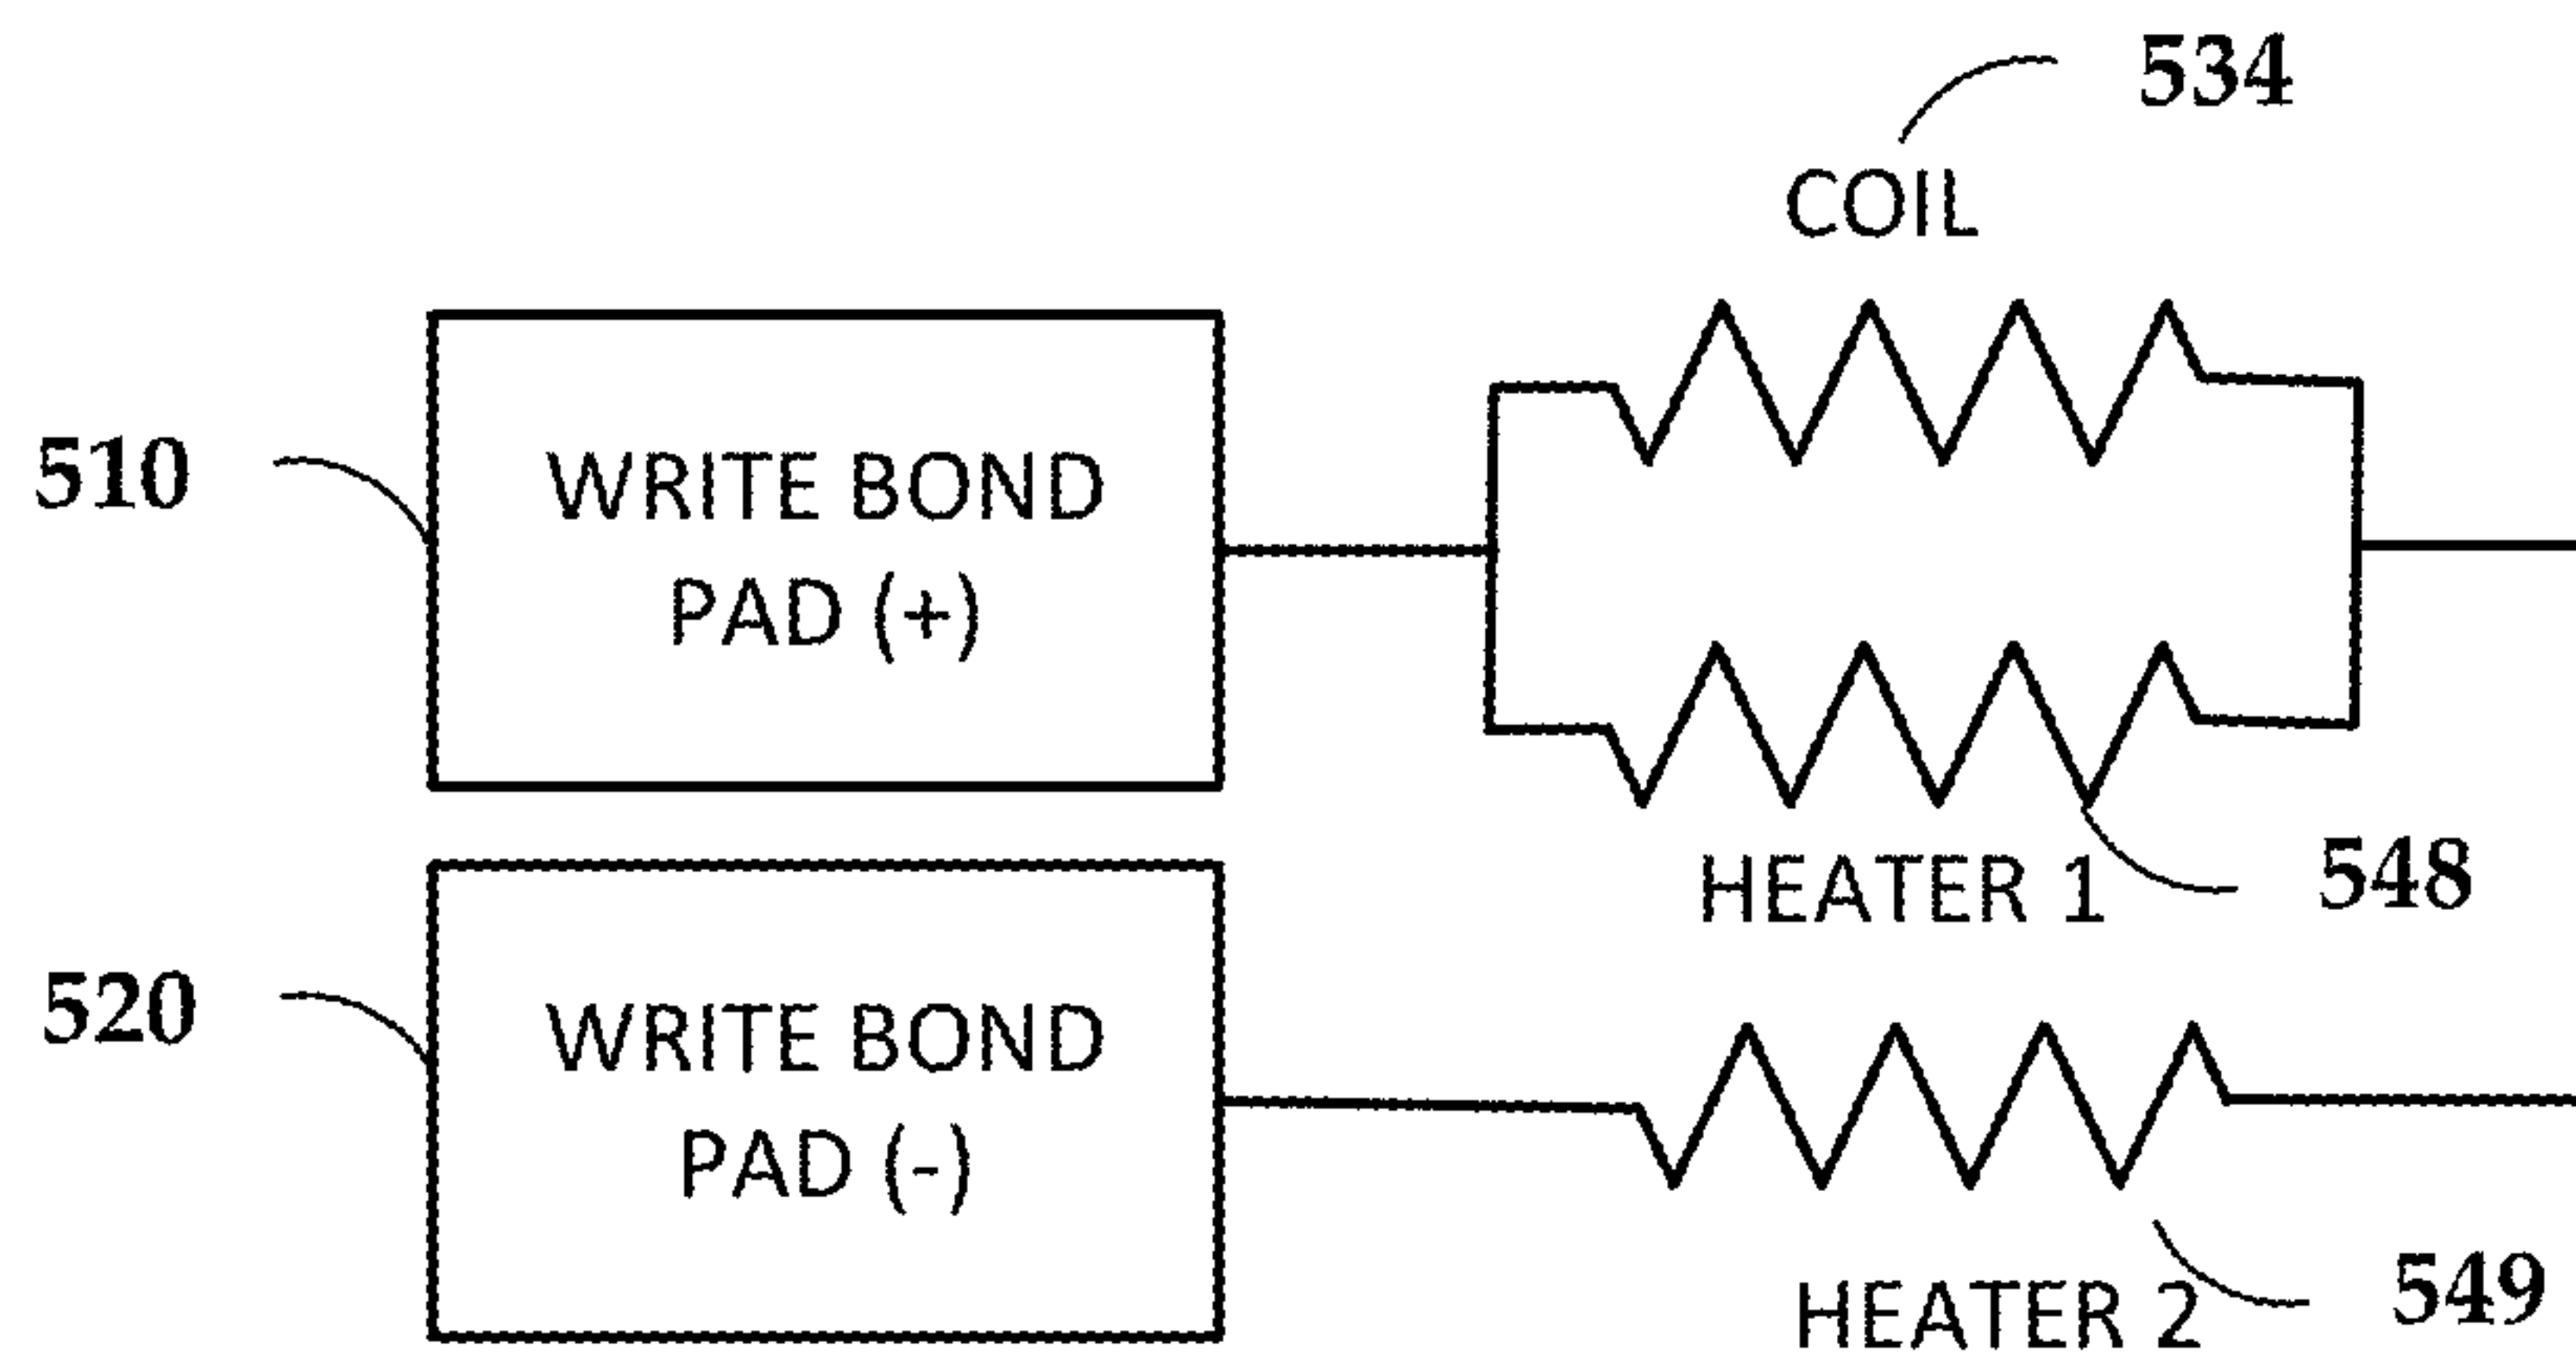 534
COIL
510
WRITE BOND
PAD (+)
HEATER 1
548
520
WRITE BOND
PAD (-)
HEATER 2
549